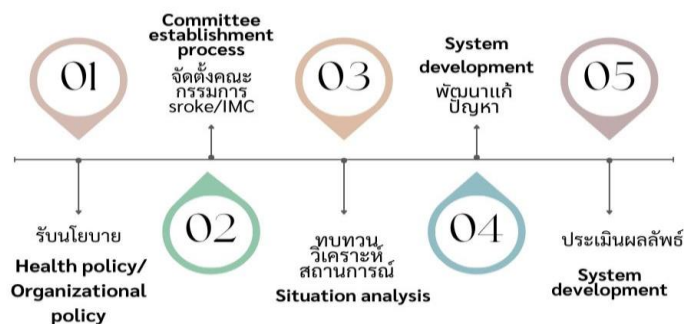 01
รับนโยบาย
Health policy/
Organizational
policy
Committee
establishment
process
จัดตั้งคณะ
กรรมการ
sroke/IMC
02
03
ทบทวน
วิเคราะห์
สถานการณ์
Situation analysis
System
development
พัฒนาแก้
ปัญหา
04
05
ประเมินผลลัพธ์
System
development